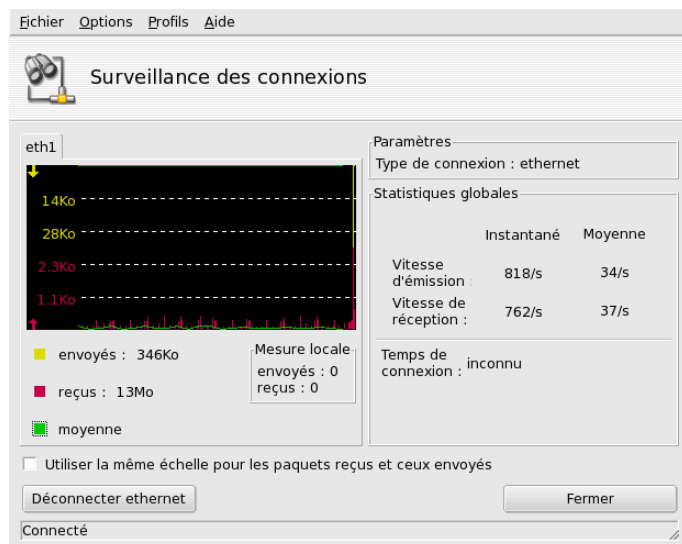 Fichier Options Profils Aide
Surveillance des connexions
eth1
14Ko
28Ko
2.3Ko
1.1Ko
envoyés : 346Ko
reçus : 13Mo
moyenne
Mesure locale
envoyés : 0
reçus : 0
Paramètres
Type de connexion : ethernet
Statistiques globales
Instantané Moyenne
Vitesse
d'émission : 818/s 34/s
Vitesse de
réception : 762/s 37/s
Temps de
connexion : inconnu
Utiliser la même échelle pour les paquets reçus et ceux envoyés
Déconnecter ethernet Fermer
Connecté